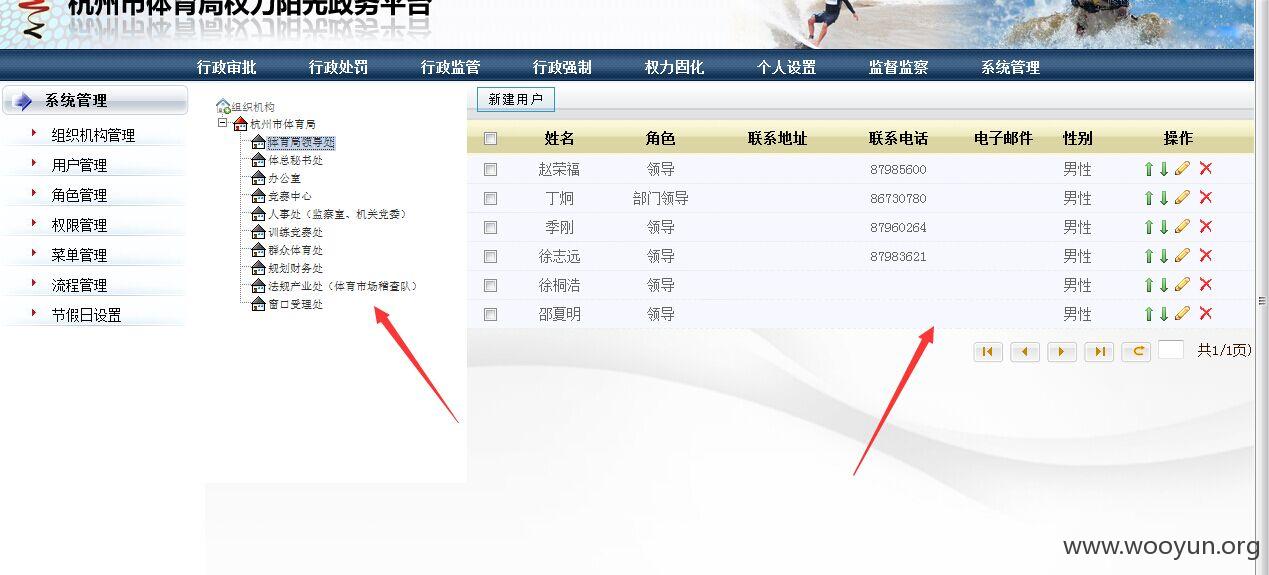 杭州市体育局权力阳光政务平台
行政审批 行政处罚 行政监管 行政强制 权力固化 个人设置 监督监察 系统管理
系统管理
组织机构管理
用户管理
角色管理
权限管理
菜单管理
流程管理
节假日设置
组织机构
杭州市体育局
体育局领导处
体总秘书处
办公室
竞赛中心
人事处（监察室、机关党委）
训练竞赛处
群众体育处
规划财务处
法规产业处（体育市场稽查队）
窗口受理处
新建用户
姓名 角色 联系地址 联系电话 电子邮件 性别 操作
赵荣福 领导 87985600 男性
丁炯 部门领导 86730780 男性
季刚 领导 87960264 男性
徐志远 领导 87983621 男性
徐桐浩 领导 男性
邵夏明 领导 男性
共1/1页)
www.wooyun.org